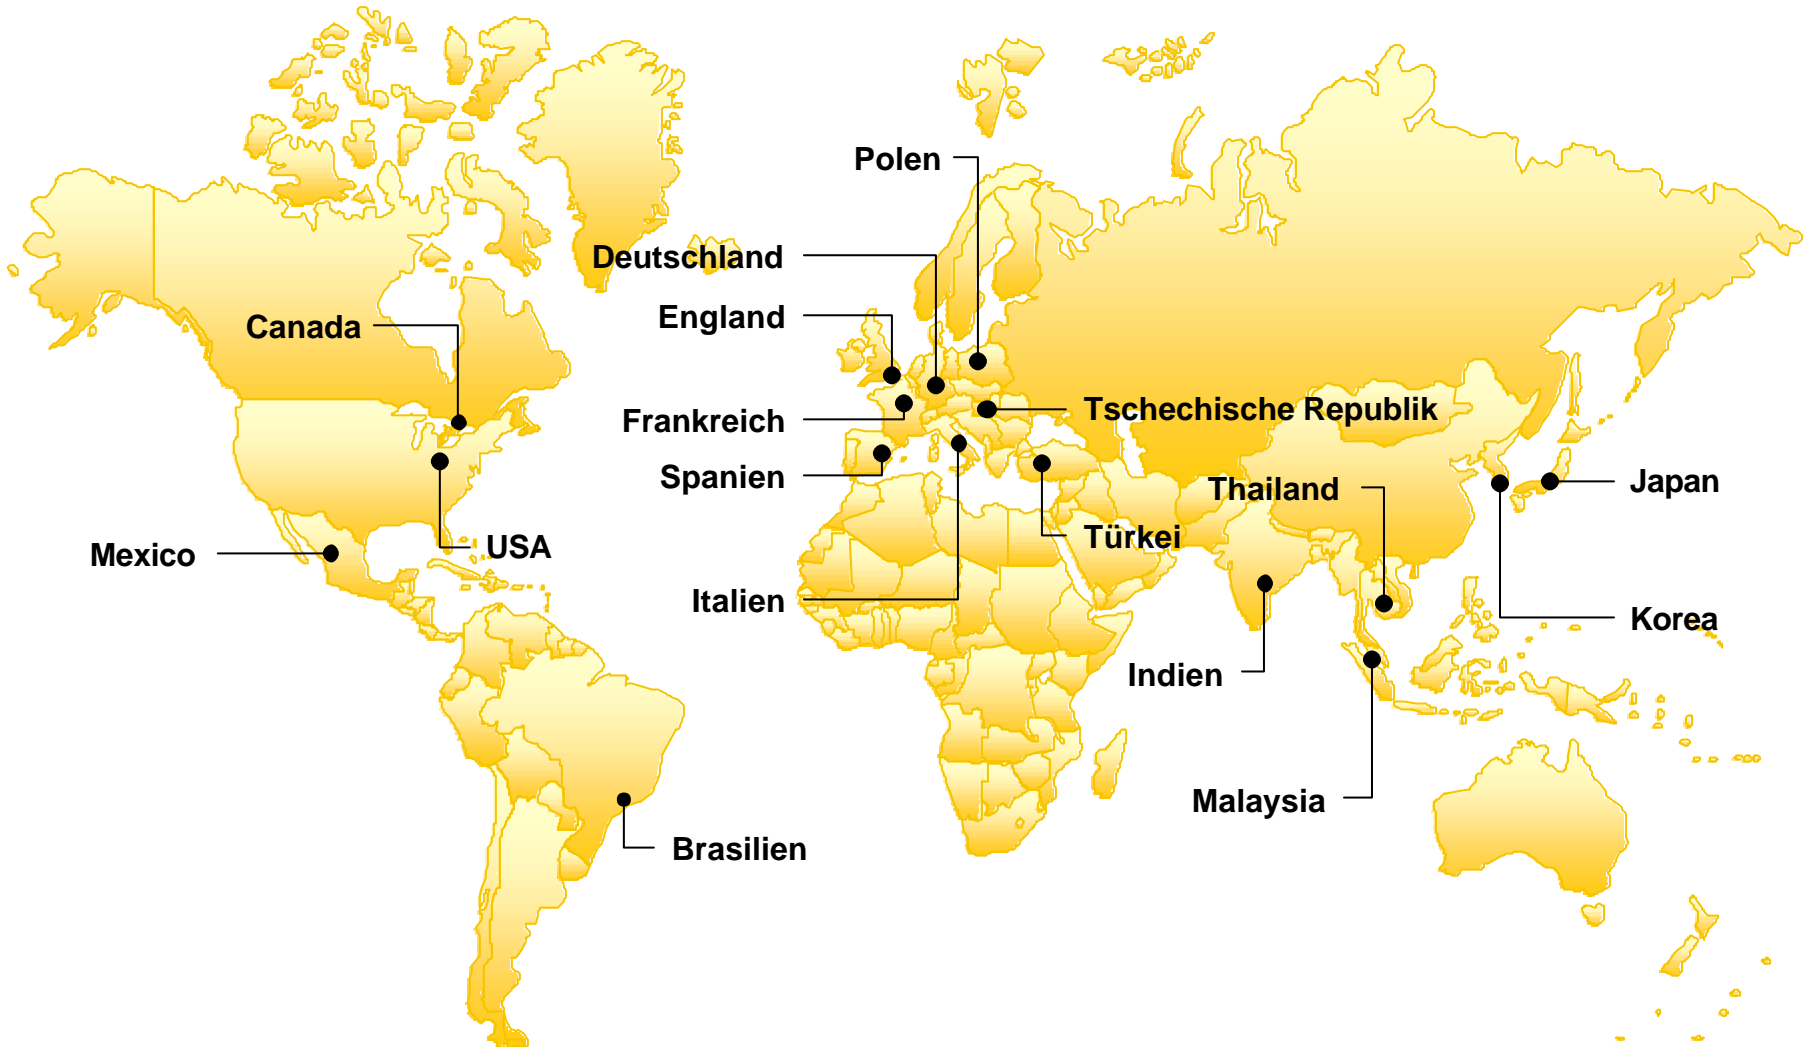 Polen
Deutschland
England
Canada
Frankreich
Tschechische Republik
Spanien
Thailand
Japan
Mexico
USA
Türkei
Italien
Korea
Indien
Malaysia
Brasilien